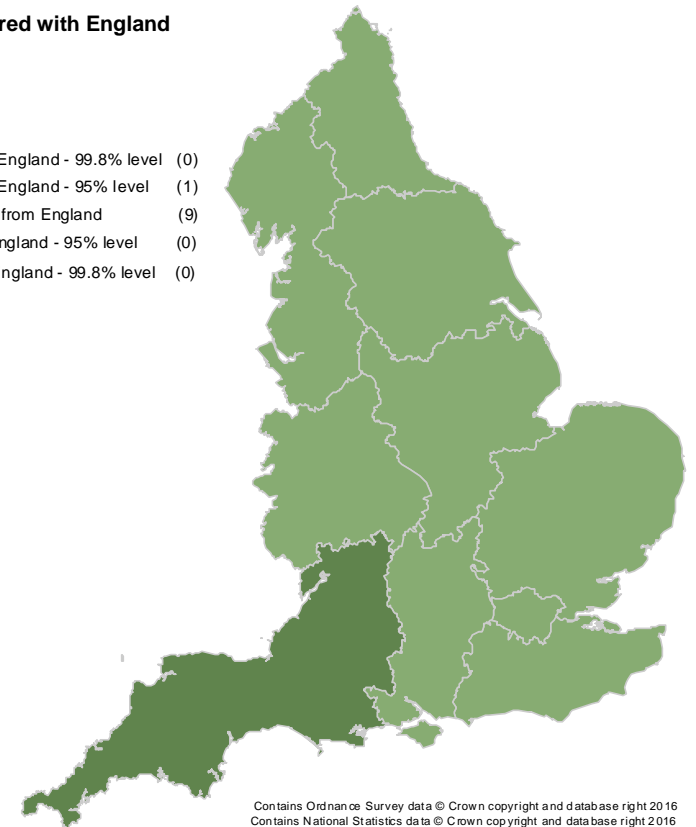 red with England
England - 99.8% level (0)
England - 95% level (1)
from England (9)
ngland - 95% level (0)
ngland - 99.8% level (0)
Contains Ordnance Survey data © Crown copyright and database right 2016
Contains National Statistics data © Crown copyright and database right 2016